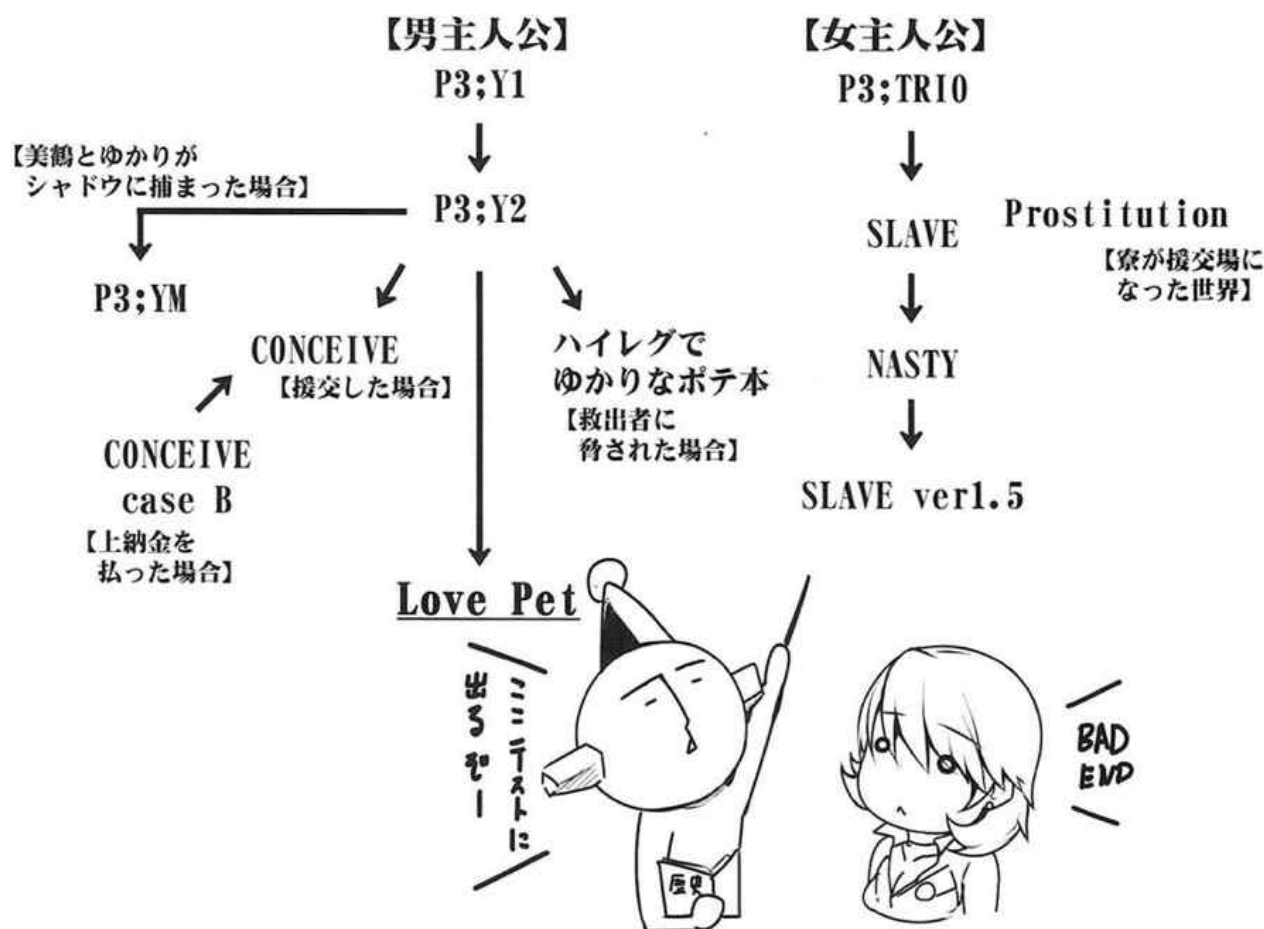 【男主人公】
P3;Y1
【美鶴とゆかりが
シャドウに捕まった場合】
P3;Y2
P3;YM
CONCEIVE
【援交した場合】
CONCEIVE
case B
【上納金を
払った場合】
ハイレグで
ゆかりなポテ本
【救出者に
脅された場合】
Love Pet
【女主人公】
P3;TRIO
SLAVE
NASTY
SLAVE ver1.5
Prostitution
【寮が援交場に
なった世界】
ミニテストに
出るぞー
歴史
BAD
END